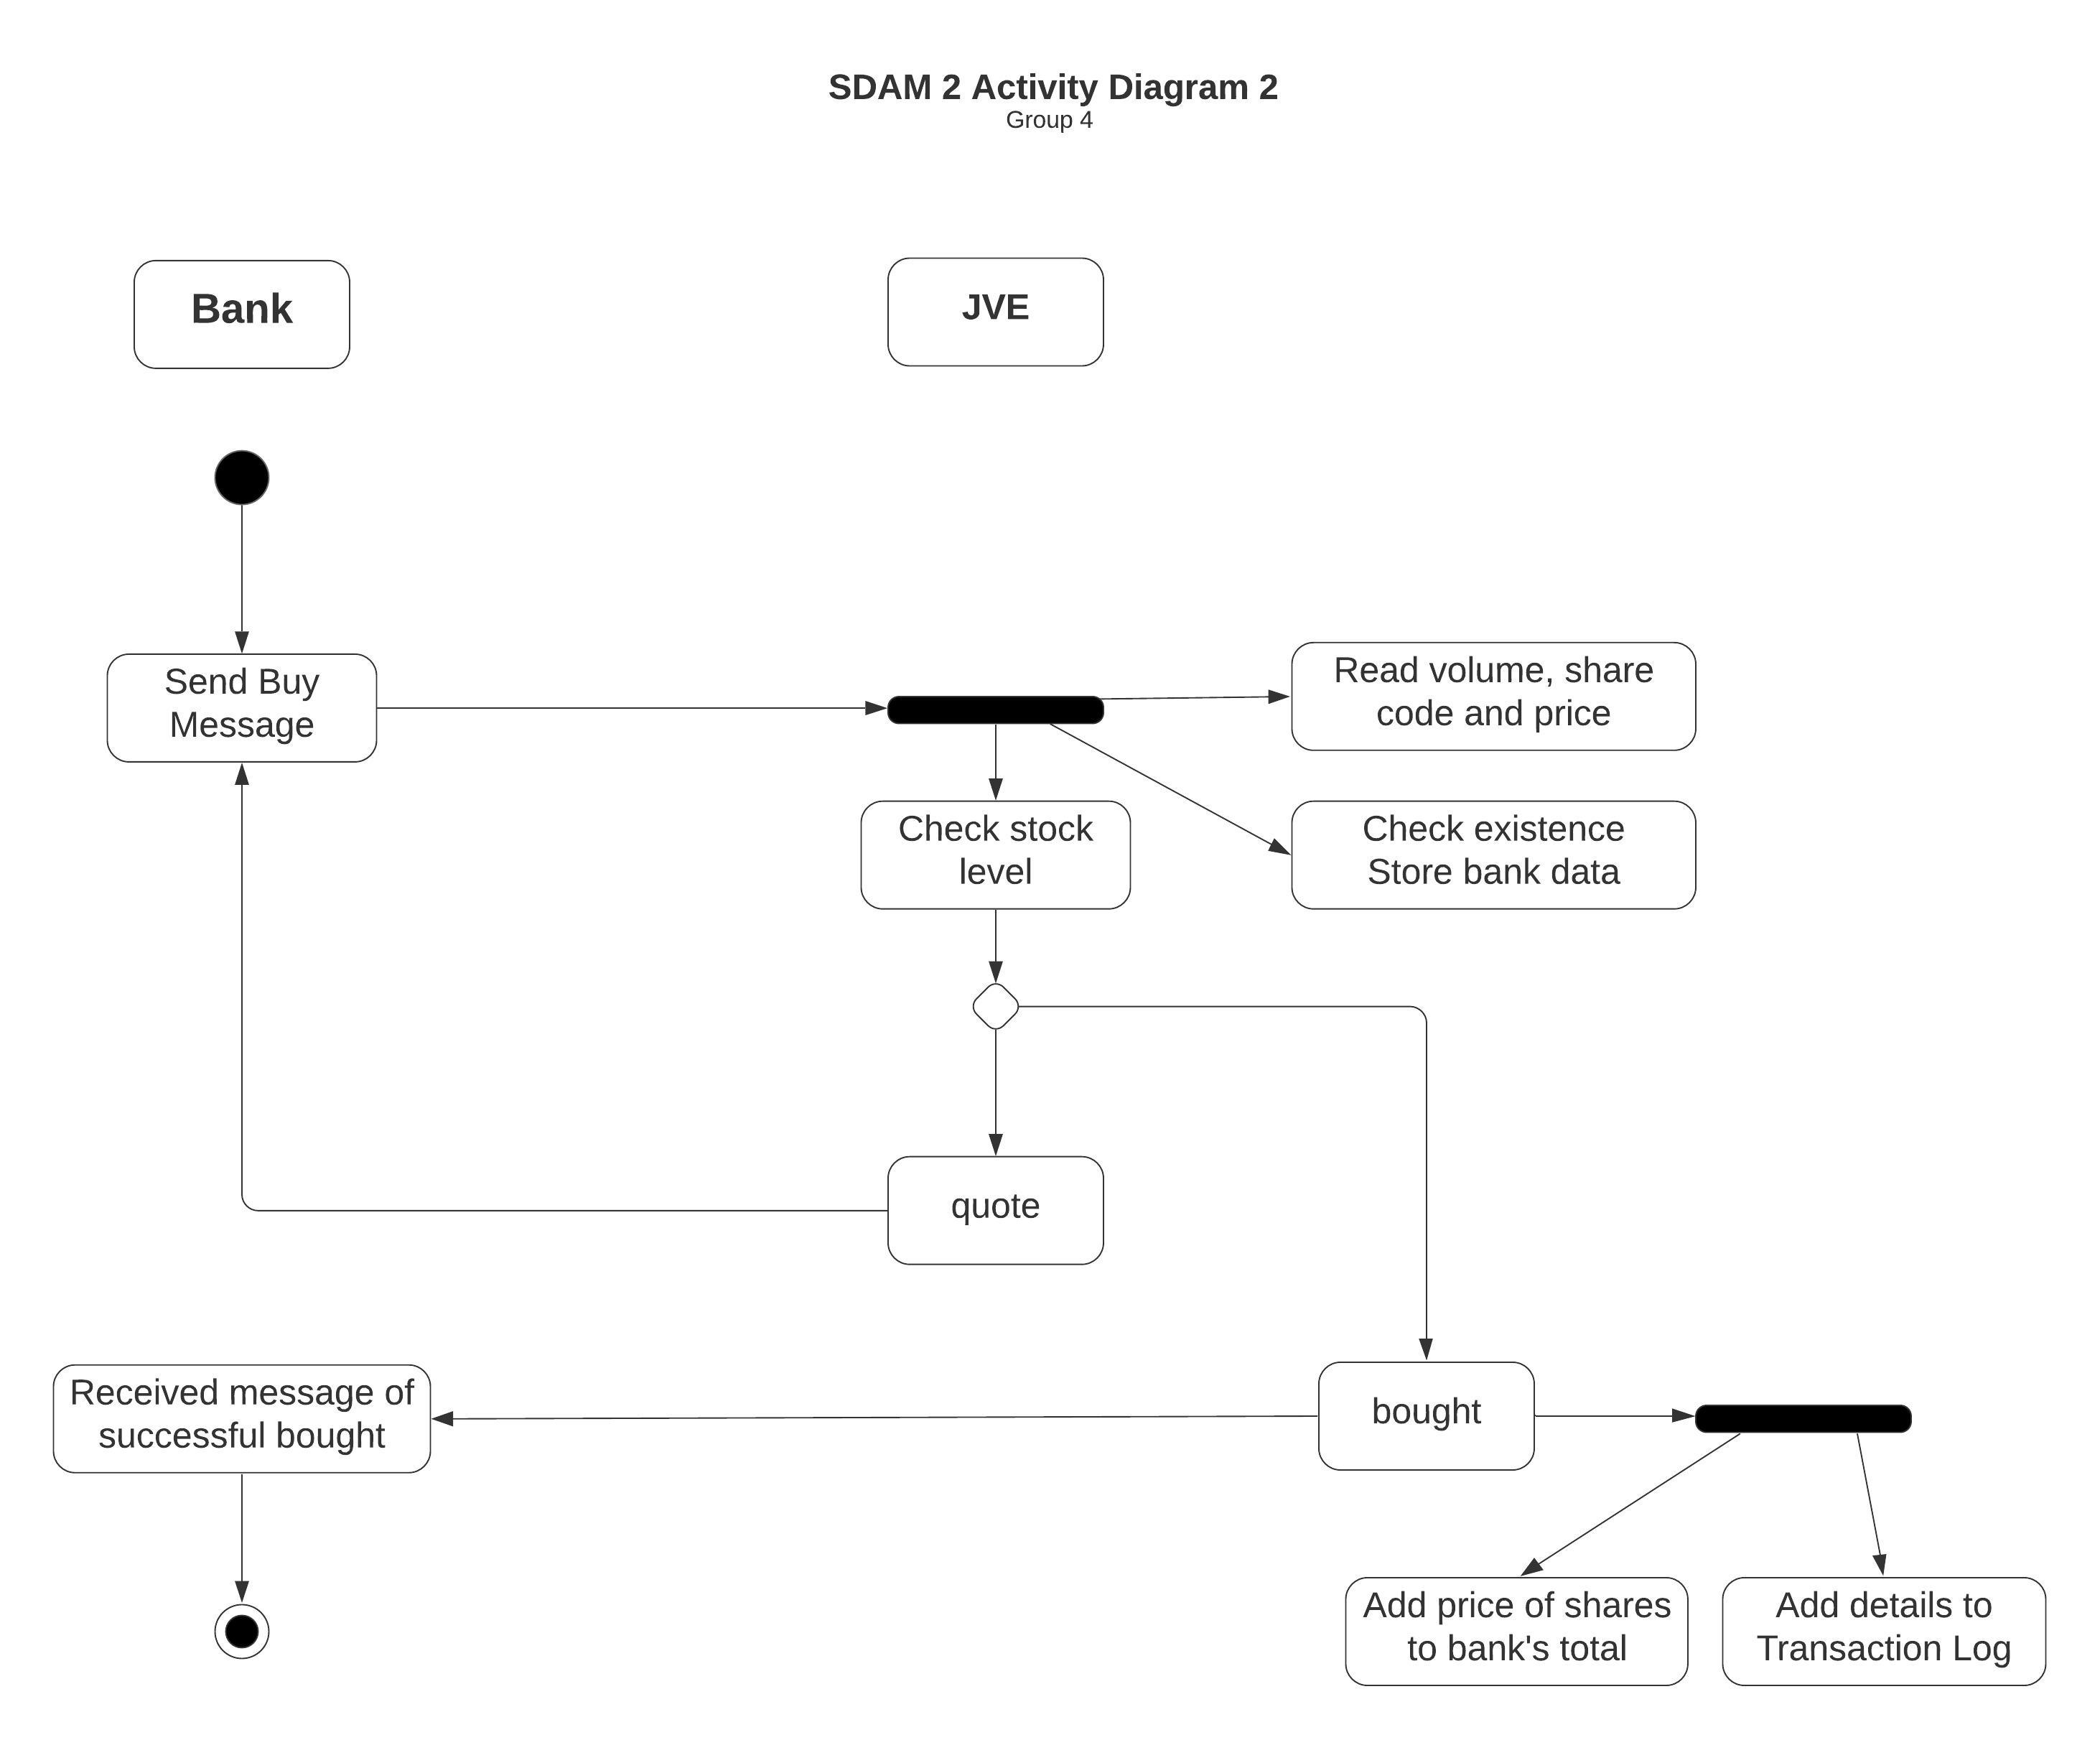 SDAM 2 Activity Diagram 2
Group 4
Bank
JVE
Send Buy
Message
Read volume, share
code and price
Check stock
level
Check existence
Store bank data
quote
Received message of
successful bought
bought
Add price of shares
to bank's total
Add details to
Transaction Log